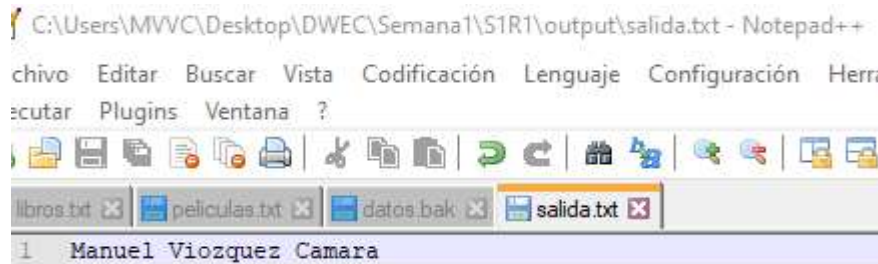 C:\Users\MVVC\Desktop\DWEC\Semana1\S1R1\output\salida.txt - Notepad++
chivo Editar Buscar Vista Codificación Lenguaje Configuración Herra
ecutar Plugins Ventana ?
libros.txt peliculas.txt datos.bak salida.txt
1 Manuel Viozquez Camara